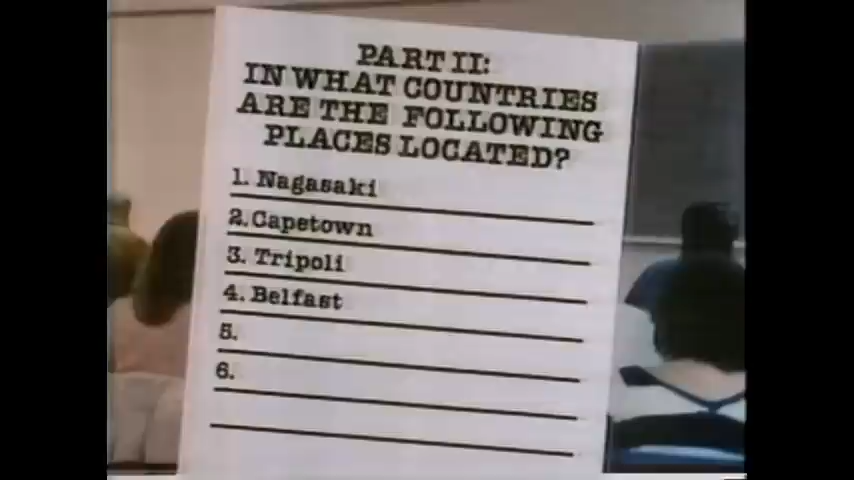 PART II:
IN WHAT COUNTRIES
ARE THE FOLLOWING
PLACES LOCATED?
1. Nagasaki
2. Capetown
3. Tripoli
4. Belfast
5.
6.